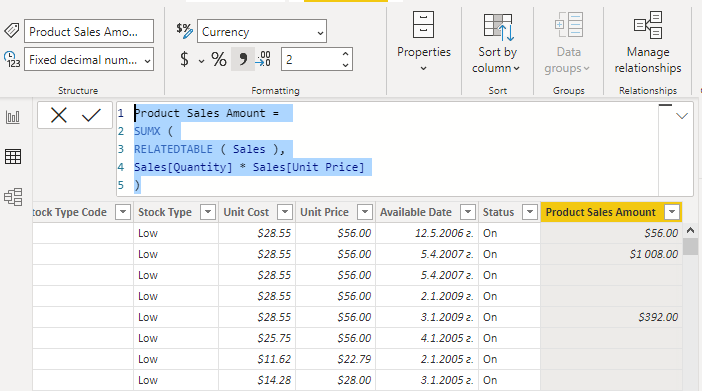 Product Sales Amo...
Fixed decimal num...
Structure
Currency
$ % 9 .00 .0 2
Formatting
Properties
Sort by
column
Sort
Data
groups
Groups
Manage
relationships
Relationships
1 Product Sales Amount =
2 SUMX (
3 RELATEDTABLE ( Sales ),
4 Sales[Quantity] * Sales[Unit Price]
5 )
tock Type Code Stock Type Unit Cost Unit Price Available Date Status Product Sales Amount
Low $28.55 $56.00 12.5.2006 г. On $56.00
Low $28.55 $56.00 5.4.2007 г. On $1 008.00
Low $28.55 $56.00 5.4.2007 г. On
Low $28.55 $56.00 2.1.2009 г. On
Low $28.55 $56.00 3.1.2009 г. On $392.00
Low $25.75 $56.00 4.1.2005 г. On
Low $11.62 $22.79 2.1.2005 г. On
Low $14.28 $28.00 3.1.2005 г. On